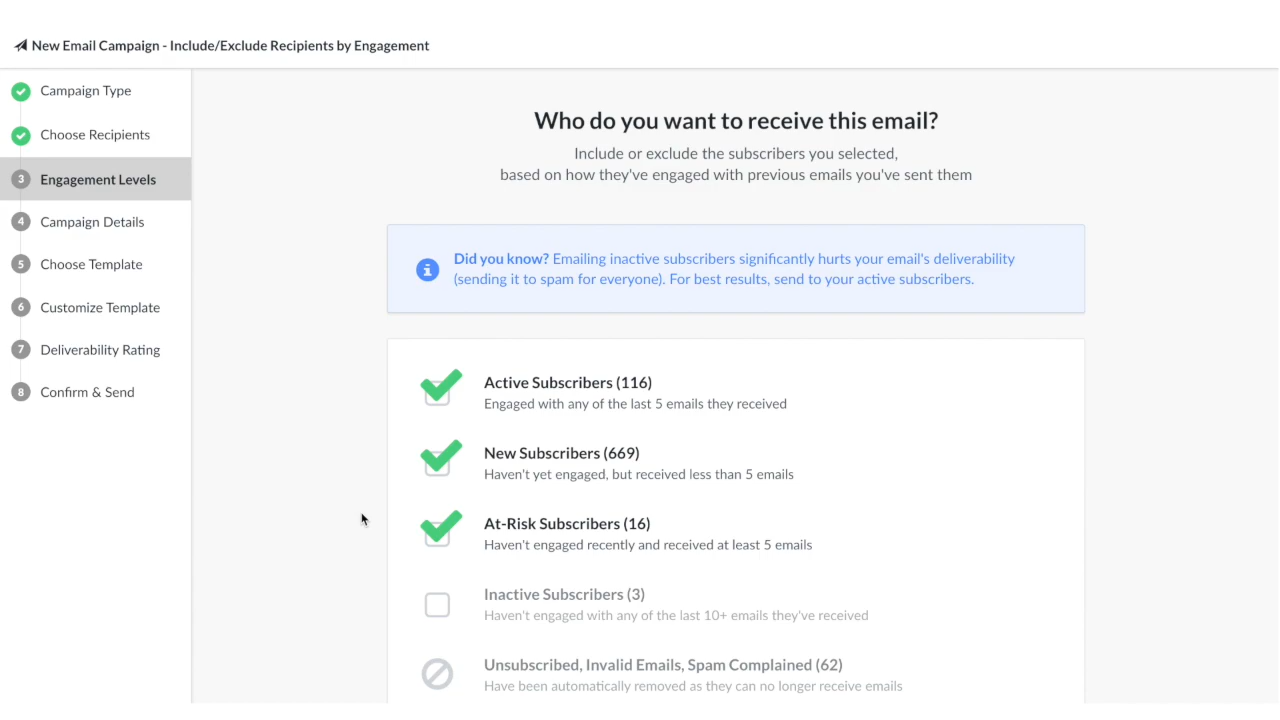 New Email Campaign - Include/Exclude Recipients by Engagement
Campaign Type
Choose Recipients
3 Engagement Levels
4 Campaign Details
5 Choose Template
6 Customize Template
7 Deliverability Rating
8 Confirm & Send
Who do you want to receive this email?
Include or exclude the subscribers you selected,
based on how they've engaged with previous emails you've sent them
Did you know? Emailing inactive subscribers significantly hurts your email's deliverability
(sending it to spam for everyone). For best results, send to your active subscribers.
Active Subscribers (116)
Engaged with any of the last 5 emails they received
New Subscribers (669)
Haven't yet engaged, but received less than 5 emails
At-Risk Subscribers (16)
Haven't engaged recently and received at least 5 emails
Inactive Subscribers (3)
Haven't engaged with any of the last 10+ emails they've received
Unsubscribed, Invalid Emails, Spam Complained (62)
Have been automatically removed as they can no longer receive emails